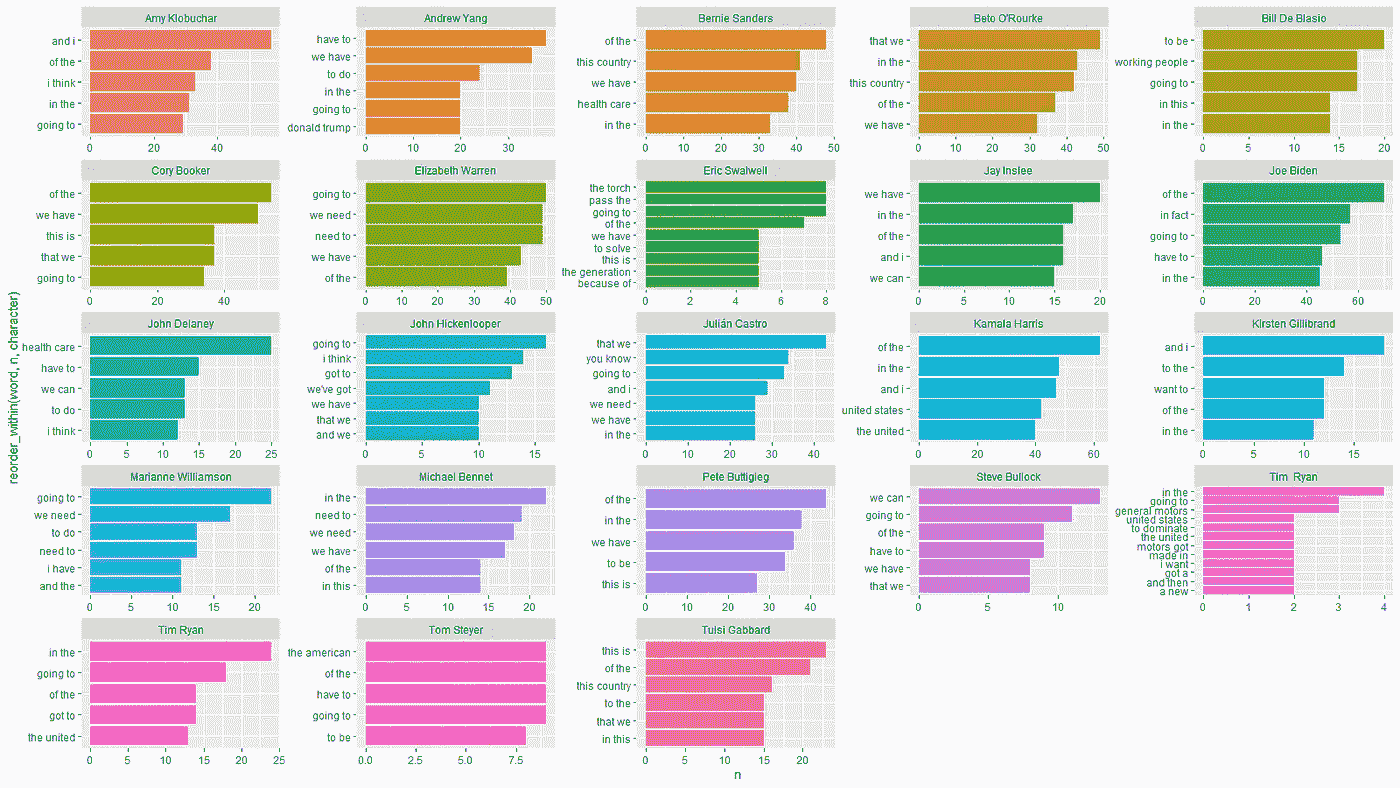 Amy Klobuchar
and i
of the
i think
in the
going to
0 20 40
Andrew Yang
have to
we have
to do
in the
going to
donald trump
0 10 20 30
Bernie Sanders
of the
this country
we have
health care
in the
0 10 20 30 40 50
Beto O'Rourke
that we
in the
this country
of the
we have
0 10 20 30 40 50
Bill De Blasio
to be
working people
going to
in this
in the
0 5 10 15 20
Cory Booker
of the
we have
this is
that we
going to
0 20 40
Elizabeth Warren
going to
we need
need to
we have
of the
0 10 20 30 40 50
Eric Swalwell
the torch
pass the
going to
of the
we have
to solve
this is
the generation
because of
0 2 4 6 8
Jay Inslee
we have
in the
of the
and i
we can
0 5 10 15 20
Joe Biden
of the
in fact
going to
have to
in the
0 20 40 60
reorder_within(word, n, character)
John Delaney
health care
have to
we can
to do
i think
0 5 10 15 20 25
John Hickenlooper
going to
i think
got to
we've got
we have
that we
and we
0 5 10 15
Julián Castro
that we
you know
going to
and i
we need
we have
in the
0 10 20 30 40
Kamala Harris
of the
in the
and i
united states
the united
0 20 40 60
Kirsten Gillibrand
and i
to the
want to
of the
in the
0 5 10 15
Marianne Williamson
going to
we need
to do
need to
i have
and the
0 5 10 15 20
Michael Bennet
in the
need to
we need
we have
of the
in this
0 5 10 15 20
Pete Buttigieg
of the
in the
we have
to be
this is
0 10 20 30 40
Steve Bullock
we can
going to
of the
have to
we have
that we
0 5 10
Tim  Ryan
in the
going to
general motors
united states
to dominate
the united
motors got
made in
i want
got a
and then
a new
0 1 2 3 4
Tim Ryan
in the
going to
of the
got to
the united
0 5 10 15 20 25
Tom Steyer
the american
of the
have to
going to
to be
0.0 2.5 5.0 7.5
Tulsi Gabbard
this is
of the
this country
to the
that we
in this
0 5 10 15 20
n